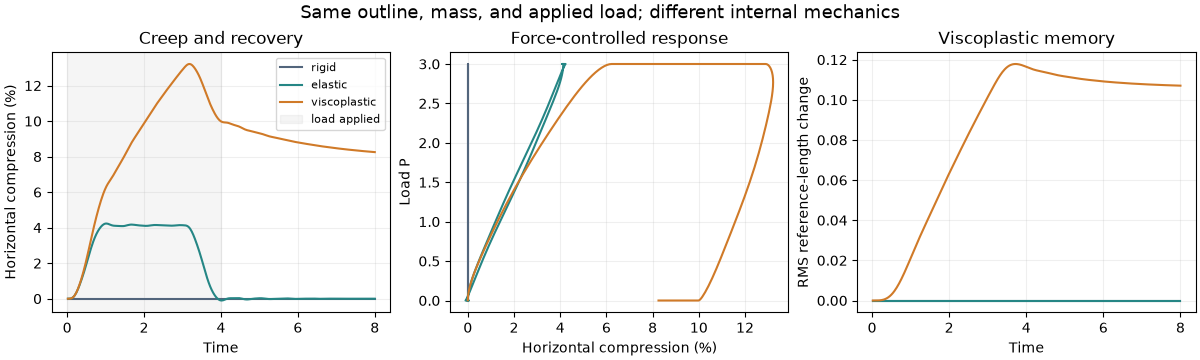 Same outline, mass, and applied load; different internal mechanics
Creep and recovery
Horizontal compression (%)
12
10
8
6
4
2
0
rigid
elastic
viscoplastic
load applied
0 2 4 6 8
Time
Force-controlled response
Load P
3.0
2.5
2.0
1.5
1.0
0.5
0.0
0 2 4 6 8 10 12
Horizontal compression (%)
Viscoplastic memory
RMS reference-length change
0.12
0.10
0.08
0.06
0.04
0.02
0.00
0 2 4 6 8
Time